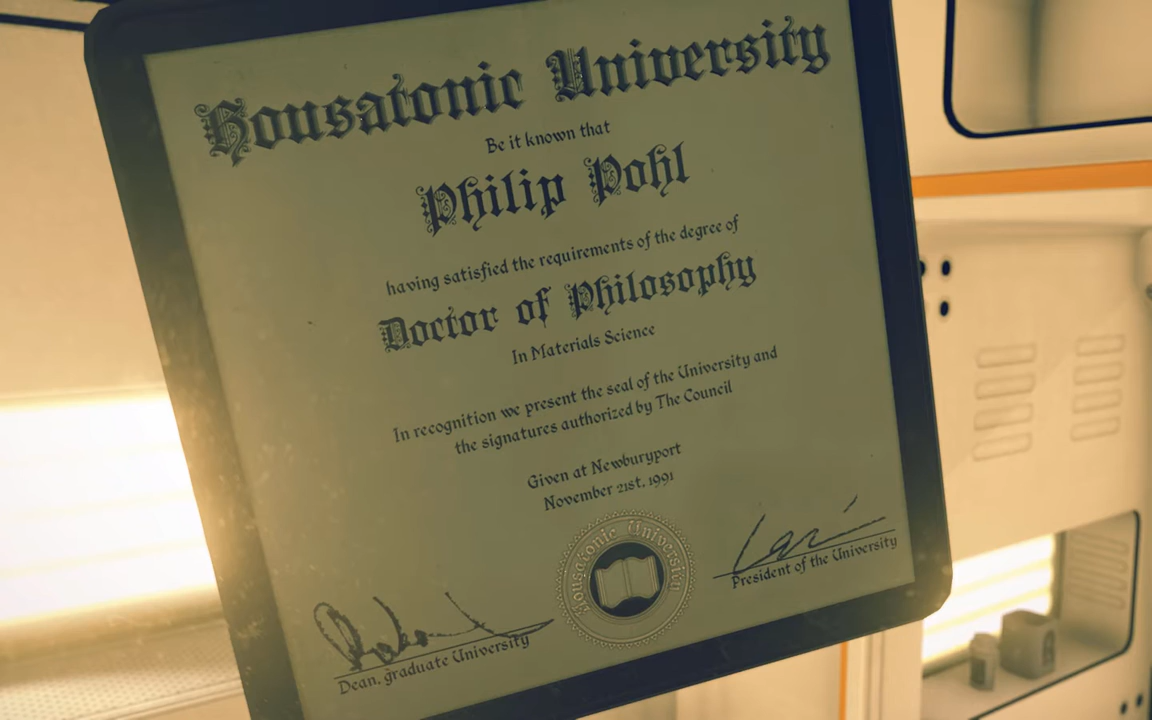 Housatonic University
Be it known that
Philip Pohl
having satisfied the requirements of the degree of
Doctor of Philosophy
In Materials Science
In recognition we present the seal of the University and
the signatures authorized by The Council
Given at Newburyport
November 21st, 1991
Housatonic University
President of the University
Dean, graduate University